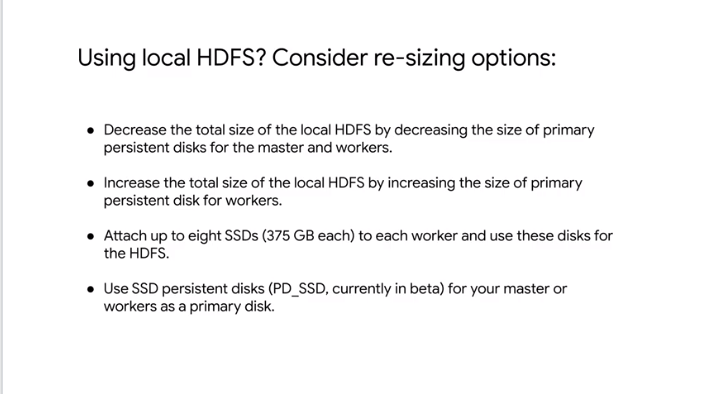 Using local HDFS? Consider re-sizing options:
● Decrease the total size of the local HDFS by decreasing the size of primary
persistent disks for the master and workers.
● Increase the total size of the local HDFS by increasing the size of primary
persistent disk for workers.
● Attach up to eight SSDs (375 GB each) to each worker and use these disks for
the HDFS.
● Use SSD persistent disks (PD_SSD, currently in beta) for your master or
workers as a primary disk.